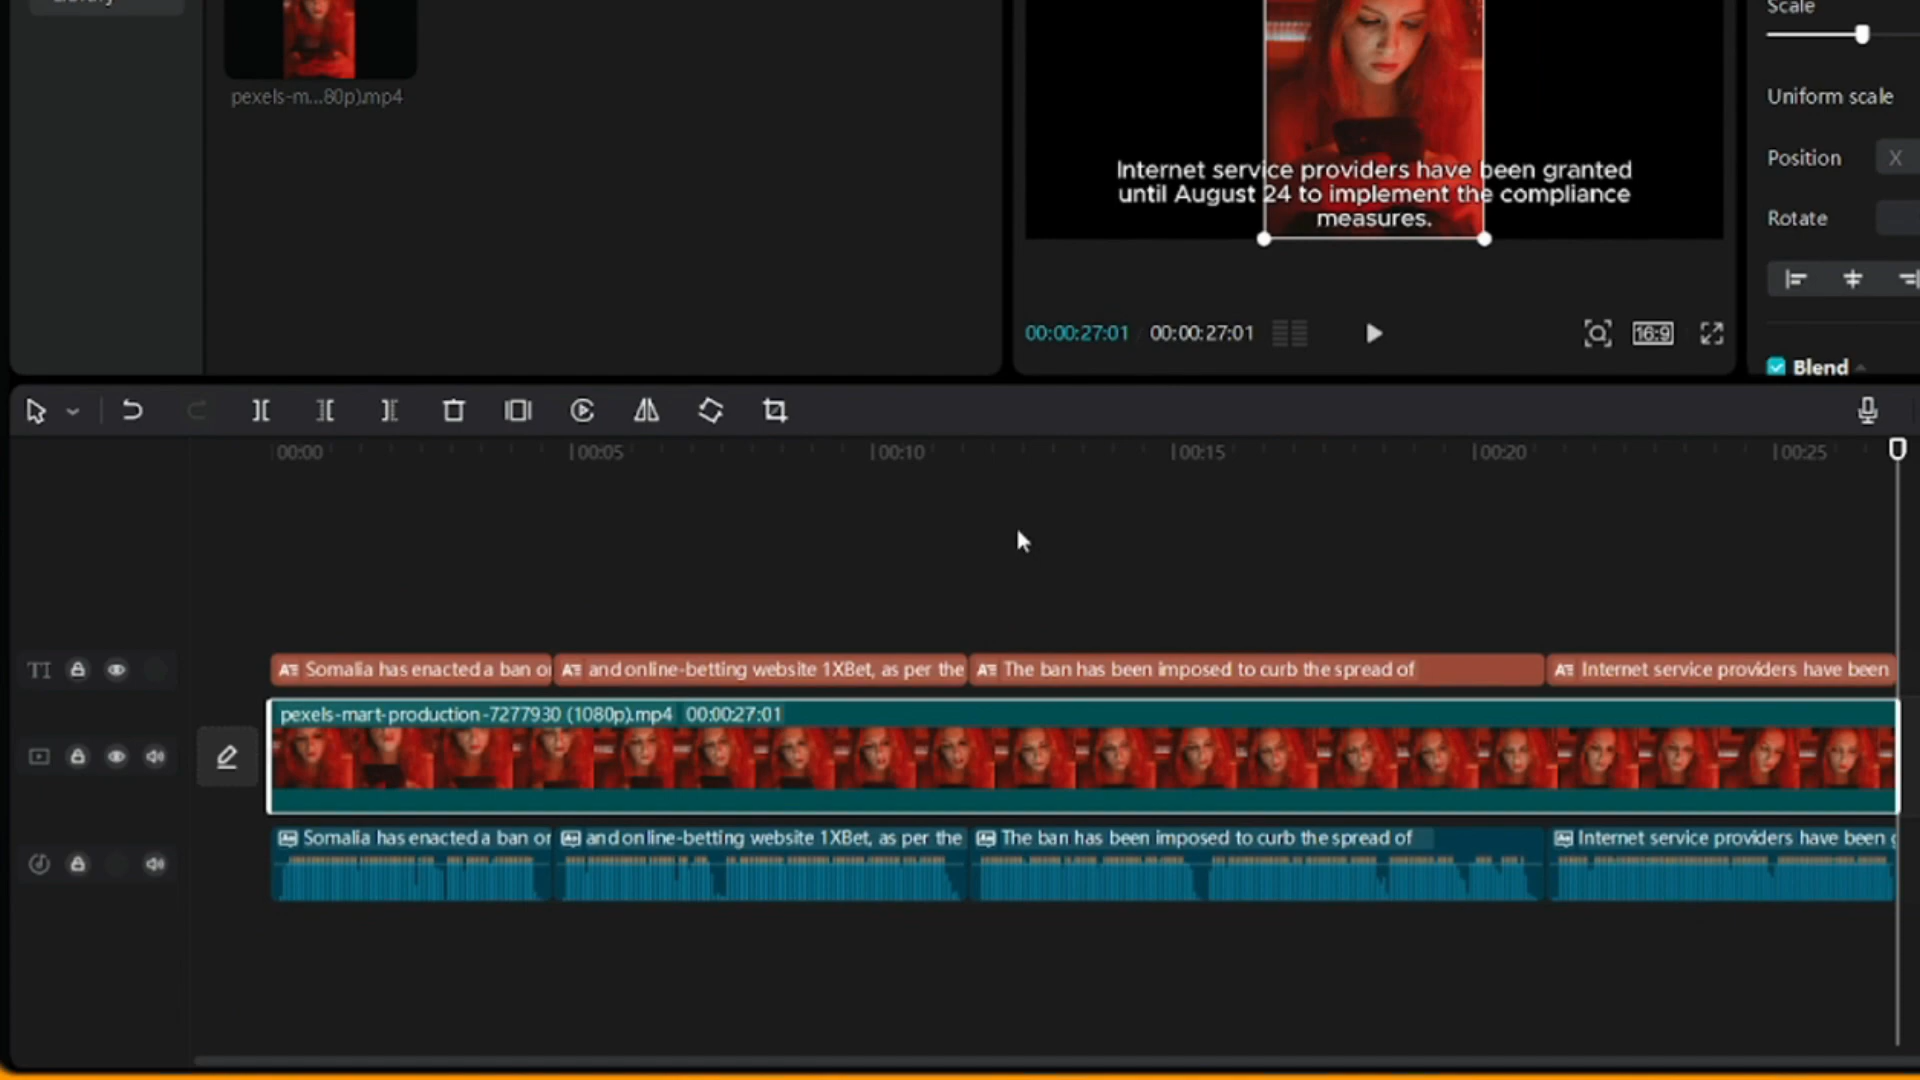 Scale
pexels-m...80p).mp4
Uniform scale
Position X
Internet service providers have been granted
until August 24 to implement the compliance
measures.
Rotate
00:00:27:01 00:00:27:01
16:9
Blend
00:00 00:05 00:10 00:15 00:20 00:25
TI
Somalia has enacted a ban or
and online-betting website 1XBet, as per the
The ban has been imposed to curb the spread of
Internet service providers have been
pexels-mart-production-7277930 (1080p).mp4 00:00:27:01
Somalia has enacted a ban or
and online-betting website 1XBet, as per the
The ban has been imposed to curb the spread of
Internet service providers have been g